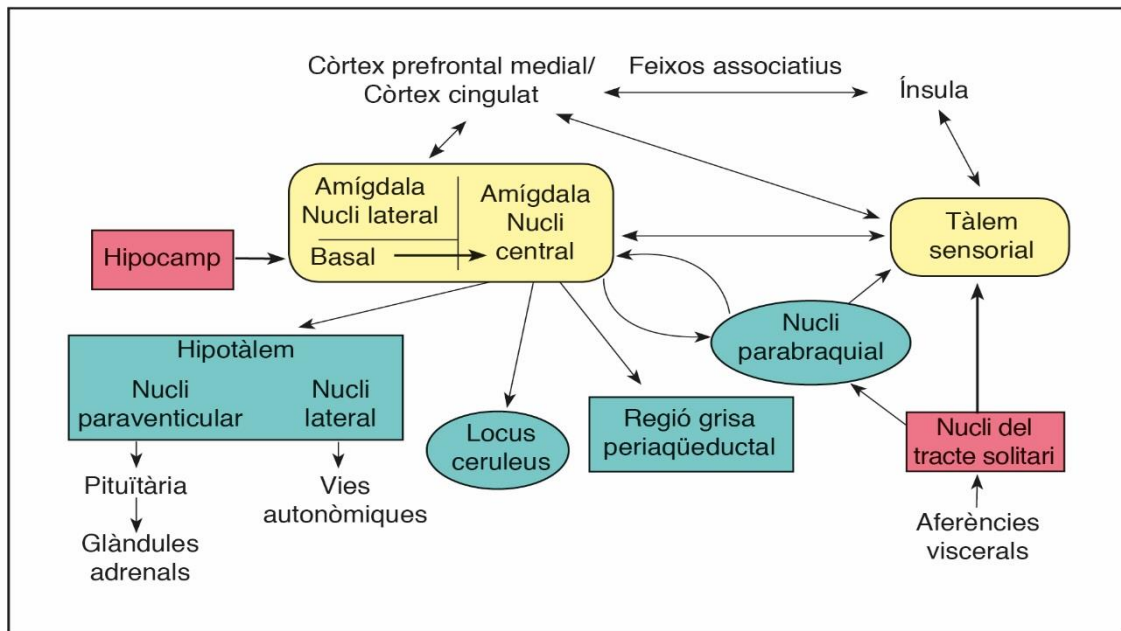 Còrtex prefrontal medial/
Còrtex cingulat
Feixos associatius
Ínsula
Amígdala
Nucli lateral
Basal
Amígdala
Nucli
central
Tàlem
sensorial
Hipocamp
Nucli
parabraquial
Hipotàlem
Nucli
paraventicular
Nucli
lateral
Locus
ceruleus
Regió grisa
periaqüeductal
Nucli del
tracte solitari
Pituïtària
Vies
autonòmiques
Aferències
viscerals
Glàndules
adrenals